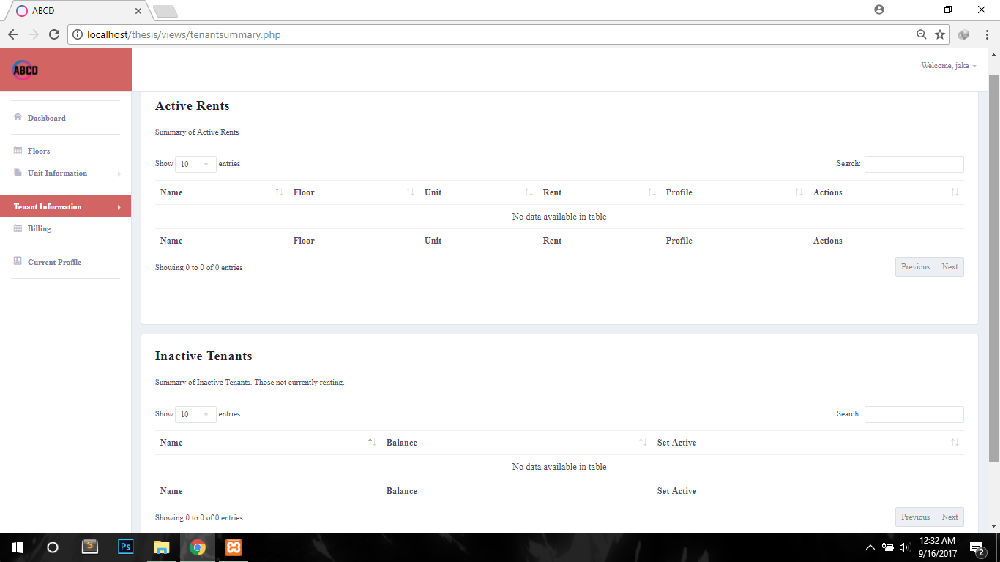 ABCD
localhost/thesis/views/tenantsummary.php
ABCD
Welcome, jake
Dashboard
Floors
Unit Information
Tenant Information
Billing
Current Profile
Active Rents
Summary of Active Rents
Show 10 entries Search:
Name Floor Unit Rent Profile Actions
No data available in table
Name Floor Unit Rent Profile Actions
Showing 0 to 0 of 0 entries Previous Next
Inactive Tenants
Summary of Inactive Tenants. Those not currently renting.
Show 10 entries Search:
Name Balance Set Active
No data available in table
Name Balance Set Active
Showing 0 to 0 of 0 entries Previous Next
S Ps
12:32 AM
9/16/2017
2